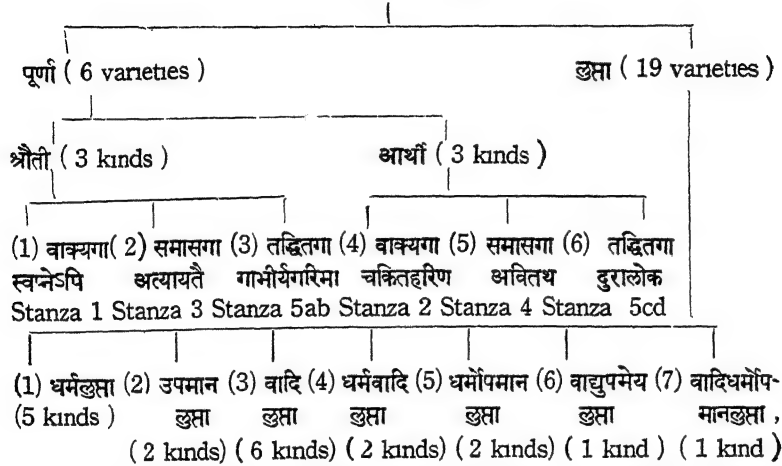 पूर्णा ( 6 varieties ) लुप्ता ( 19 varieties )
श्रौती ( 3 kinds ) आर्थी ( 3 kinds )
(1) वाक्यगा( 2) समासगा (3) तद्धितगा (4) वाक्यगा (5) समासगा (6) तद्धितगा
स्वप्नेऽपि अत्यायतै गाभीर्यगरिमा चकितहरिण अवितथ दुरालोक
Stanza 1 Stanza 3 Stanza 5ab Stanza 2 Stanza 4 Stanza 5cd
(1) धर्मलुप्ता (2) उपमान (3) वादि (4) धर्मवादि (5) धर्मोपमान (6) वाद्युपमेय (7) वादिधर्मोप-
(5 kinds ) लुप्ता लुप्ता लुप्ता लुप्ता लुप्ता मानलुप्ता ,
( 2 kinds) ( 6 kinds) ( 2 kinds) ( 2 kinds) ( 1 kind ) ( 1 kind )